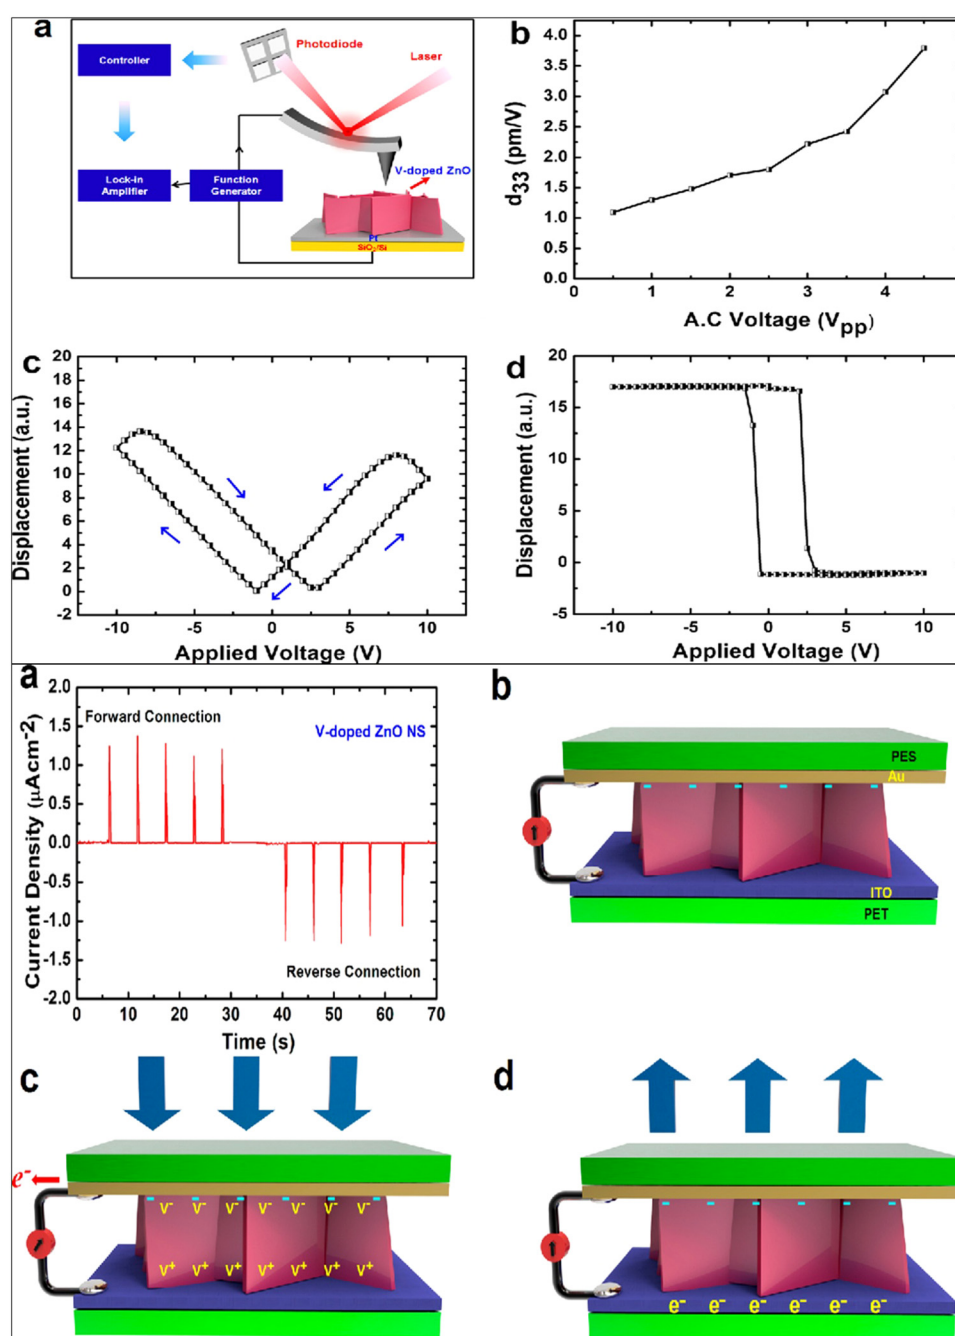 a
Photodiode
Laser
Controller
Lock-in
Amplifier
Function
Generator
V-doped ZnO
Pt
SiO2/Si
b
d33 (pm/V)
4.0
3.5
3.0
2.5
2.0
1.5
1.0
0.5
0.0
0 1 2 3 4
A.C Voltage (Vpp)
c
Displacement (a.u.)
20
18
16
14
12
10
8
6
4
2
0
-2
-10 -5 0 5 10
Applied Voltage (V)
d
Displacement (a.u.)
20
15
10
5
0
-5
-10 -5 0 5 10
Applied Voltage (V)
a
Current Density (µAcm-2)
2.0
1.5
1.0
0.5
0.0
-0.5
-1.0
-1.5
-2.0
Forward Connection
V-doped ZnO NS
Reverse Connection
0 10 20 30 40 50 60 70
Time (s)
b
PES
Au
ITO
PET
c
e-
V- V- V- V- V- V- V-
V+ V+ V+ V+ V+ V+ V+
d
e- e- e- e- e- e-